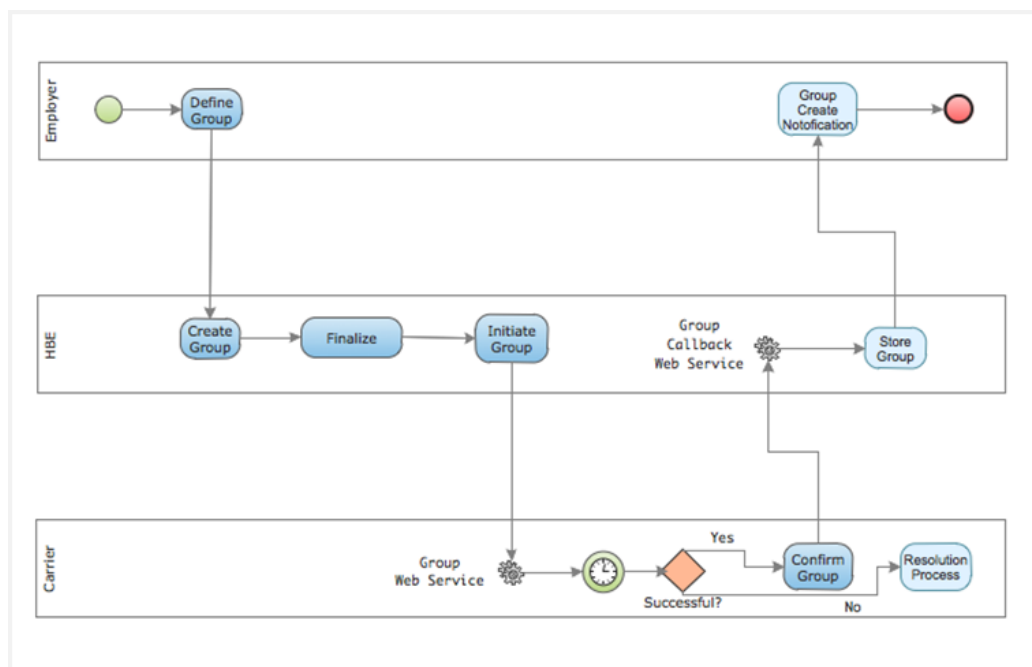 Employer
Define
Group
Group
Create
Notofication
HBE
Create
Group
Finalize
Initiate
Group
Group
Callback
Web Service
Store
Group
Carrier
Group
Web Service
Successful?
Yes
No
Confirm
Group
Resolution
Process